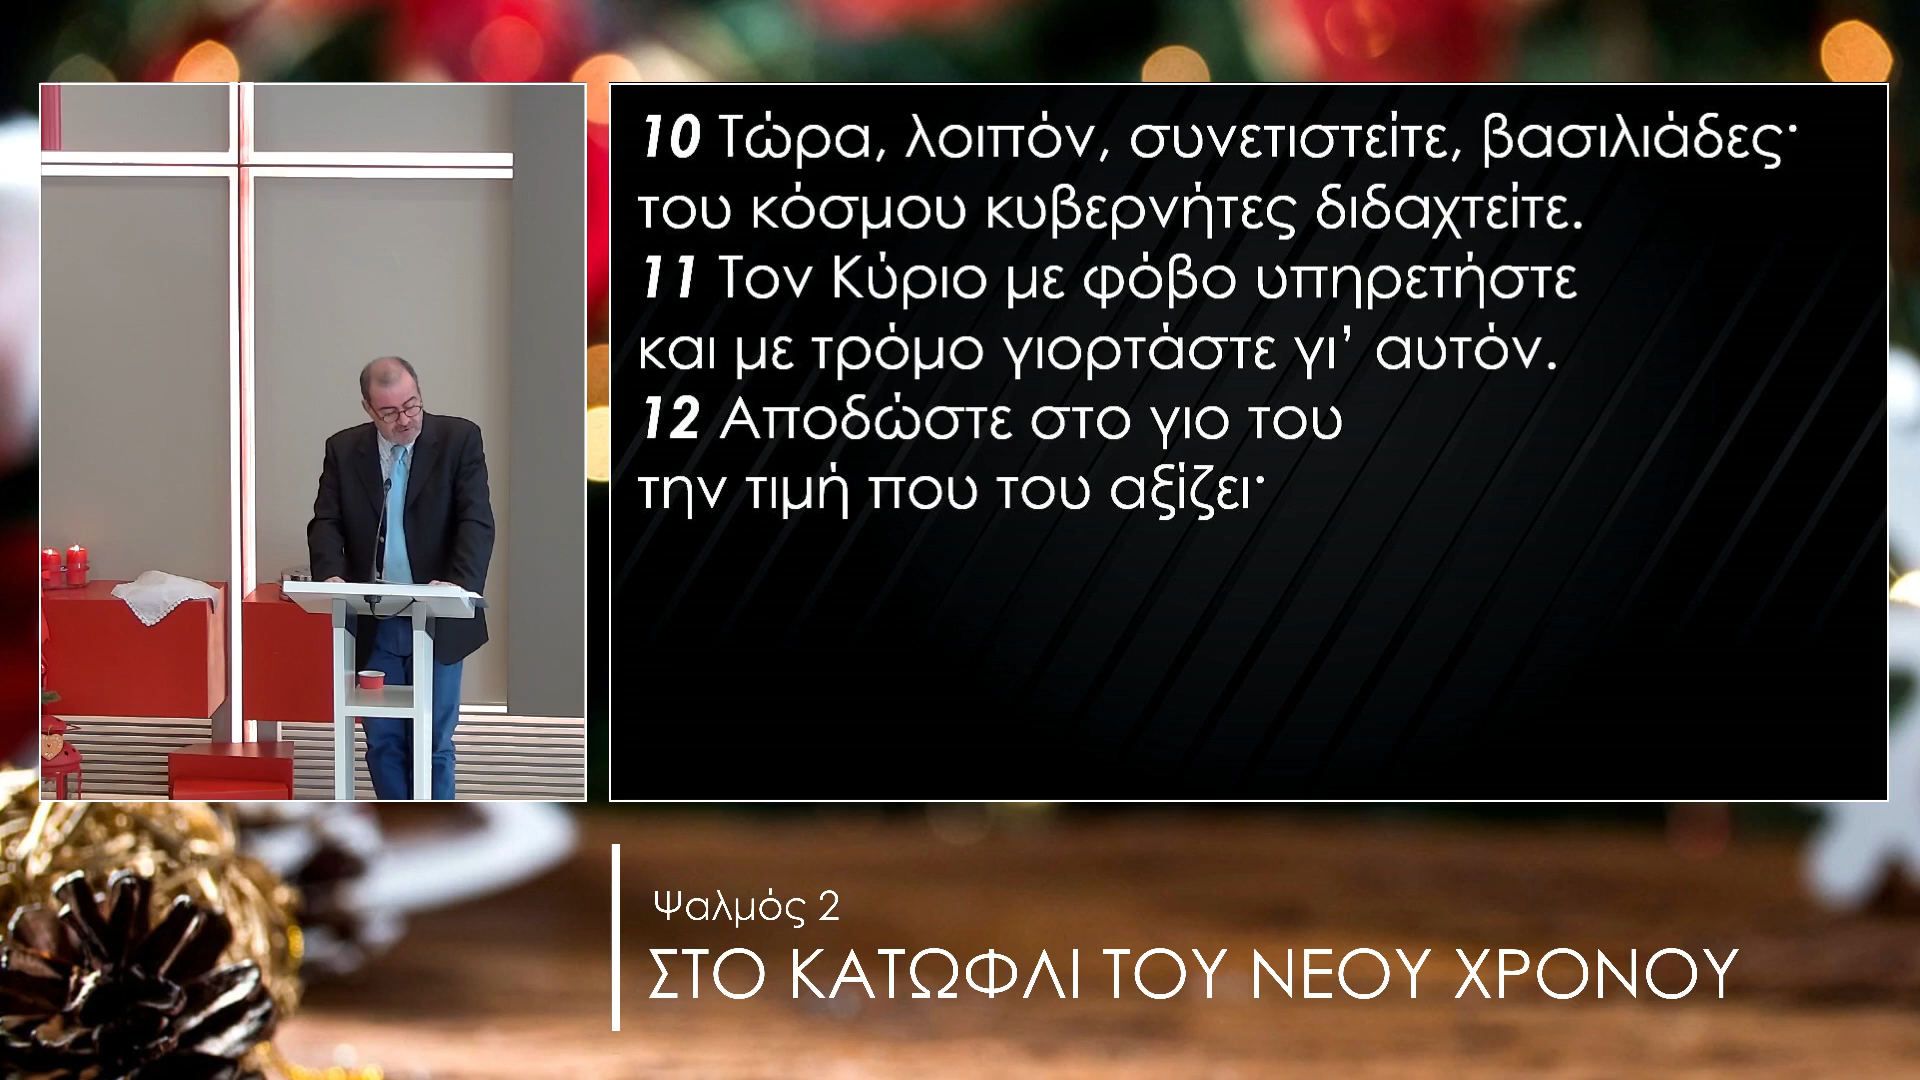 10 Τώρα, λοιπόν, συνετιστείτε, βασιλιάδες·
του κόσμου κυβερνήτες διδαχτείτε.
11 Τον Κύριο με φόβο υπηρετήστε
και με τρόμο γιορτάστε γι’ αυτόν.
12 Αποδώστε στο γιο του
την τιμή που του αξίζει·
Ψαλμός 2
ΣΤΟ ΚΑΤΩΦΛΙ ΤΟΥ ΝΕΟΥ ΧΡΟΝΟΥ